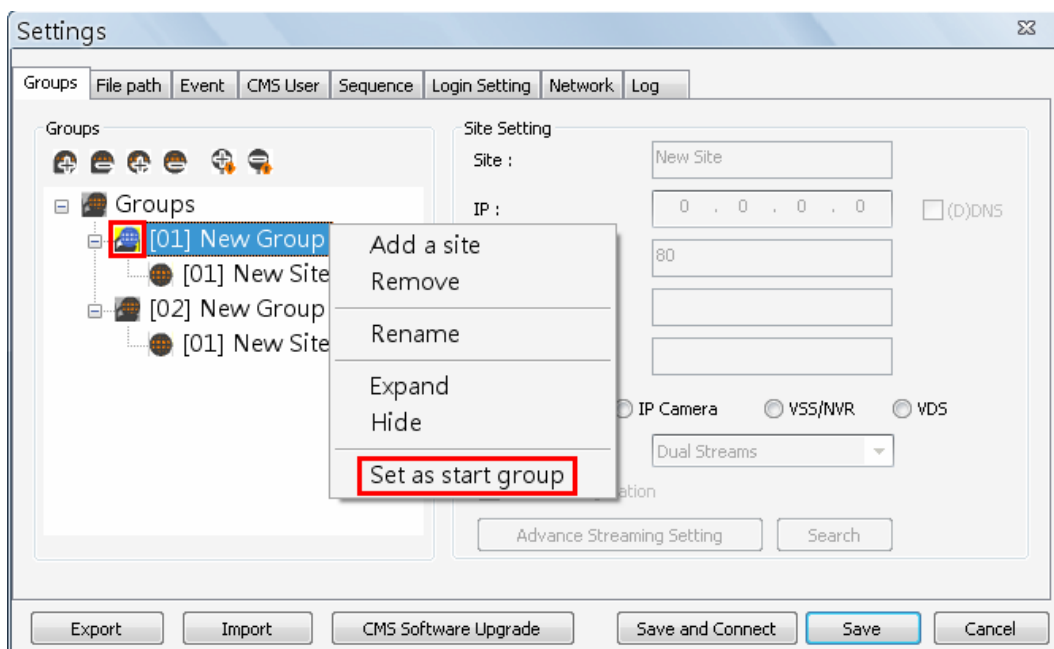 Settings
Groups File path Event CMS User Sequence Login Setting Network Log
Groups
Site Setting
Site : New Site
IP : 0 . 0 . 0 . 0 (D)DNS
80
Groups
[01] New Group
[01] New Site
[02] New Group
[01] New Site
Add a site
Remove
Rename
Expand
Hide
Set as start group
IP Camera VSS/NVR VDS
Dual Streams
Advance Streaming Setting Search
Export Import CMS Software Upgrade Save and Connect Save Cancel